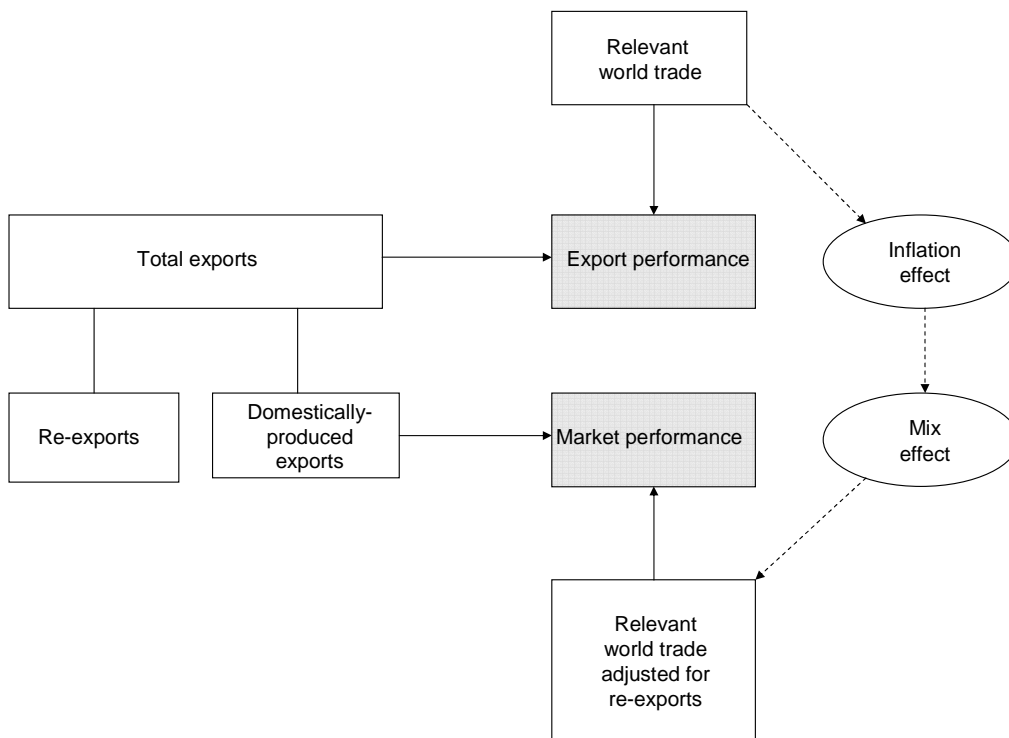 Relevant
world trade
Total exports
Export performance
Inflation
effect
Re-exports
Domestically-
produced
exports
Market performance
Mix
effect
Relevant
world trade
adjusted for
re-exports